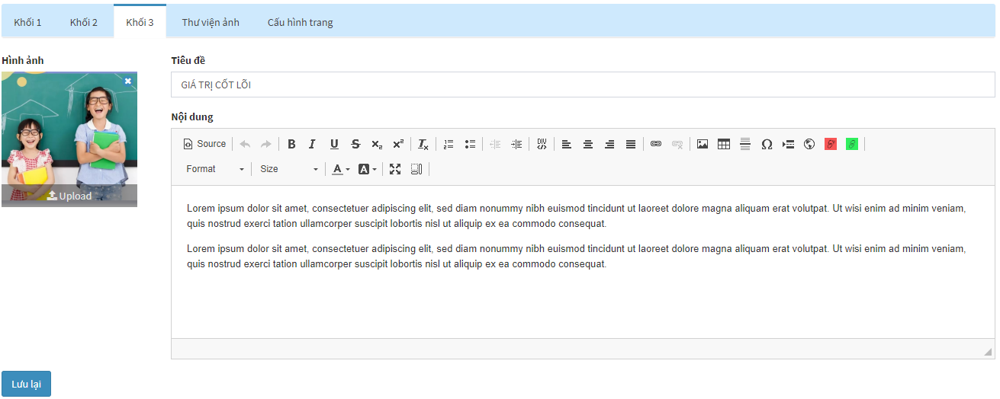 Khối 1 Khối 2 Khối 3 Thư viện ảnh Cấu hình trang
Hình ảnh
Upload
Tiêu đề
GIÁ TRỊ CỐT LÕI
Nội dung
Source
Format Size
Lorem ipsum dolor sit amet, consectetuer adipiscing elit, sed diam nonummy nibh euismod tincidunt ut laoreet dolore magna aliquam erat volutpat. Ut wisi enim ad minim veniam,
quis nostrud exerci tation ullamcorper suscipit lobortis nisl ut aliquip ex ea commodo consequat.
Lorem ipsum dolor sit amet, consectetuer adipiscing elit, sed diam nonummy nibh euismod tincidunt ut laoreet dolore magna aliquam erat volutpat. Ut wisi enim ad minim veniam,
quis nostrud exerci tation ullamcorper suscipit lobortis nisl ut aliquip ex ea commodo consequat.
Lưu lại